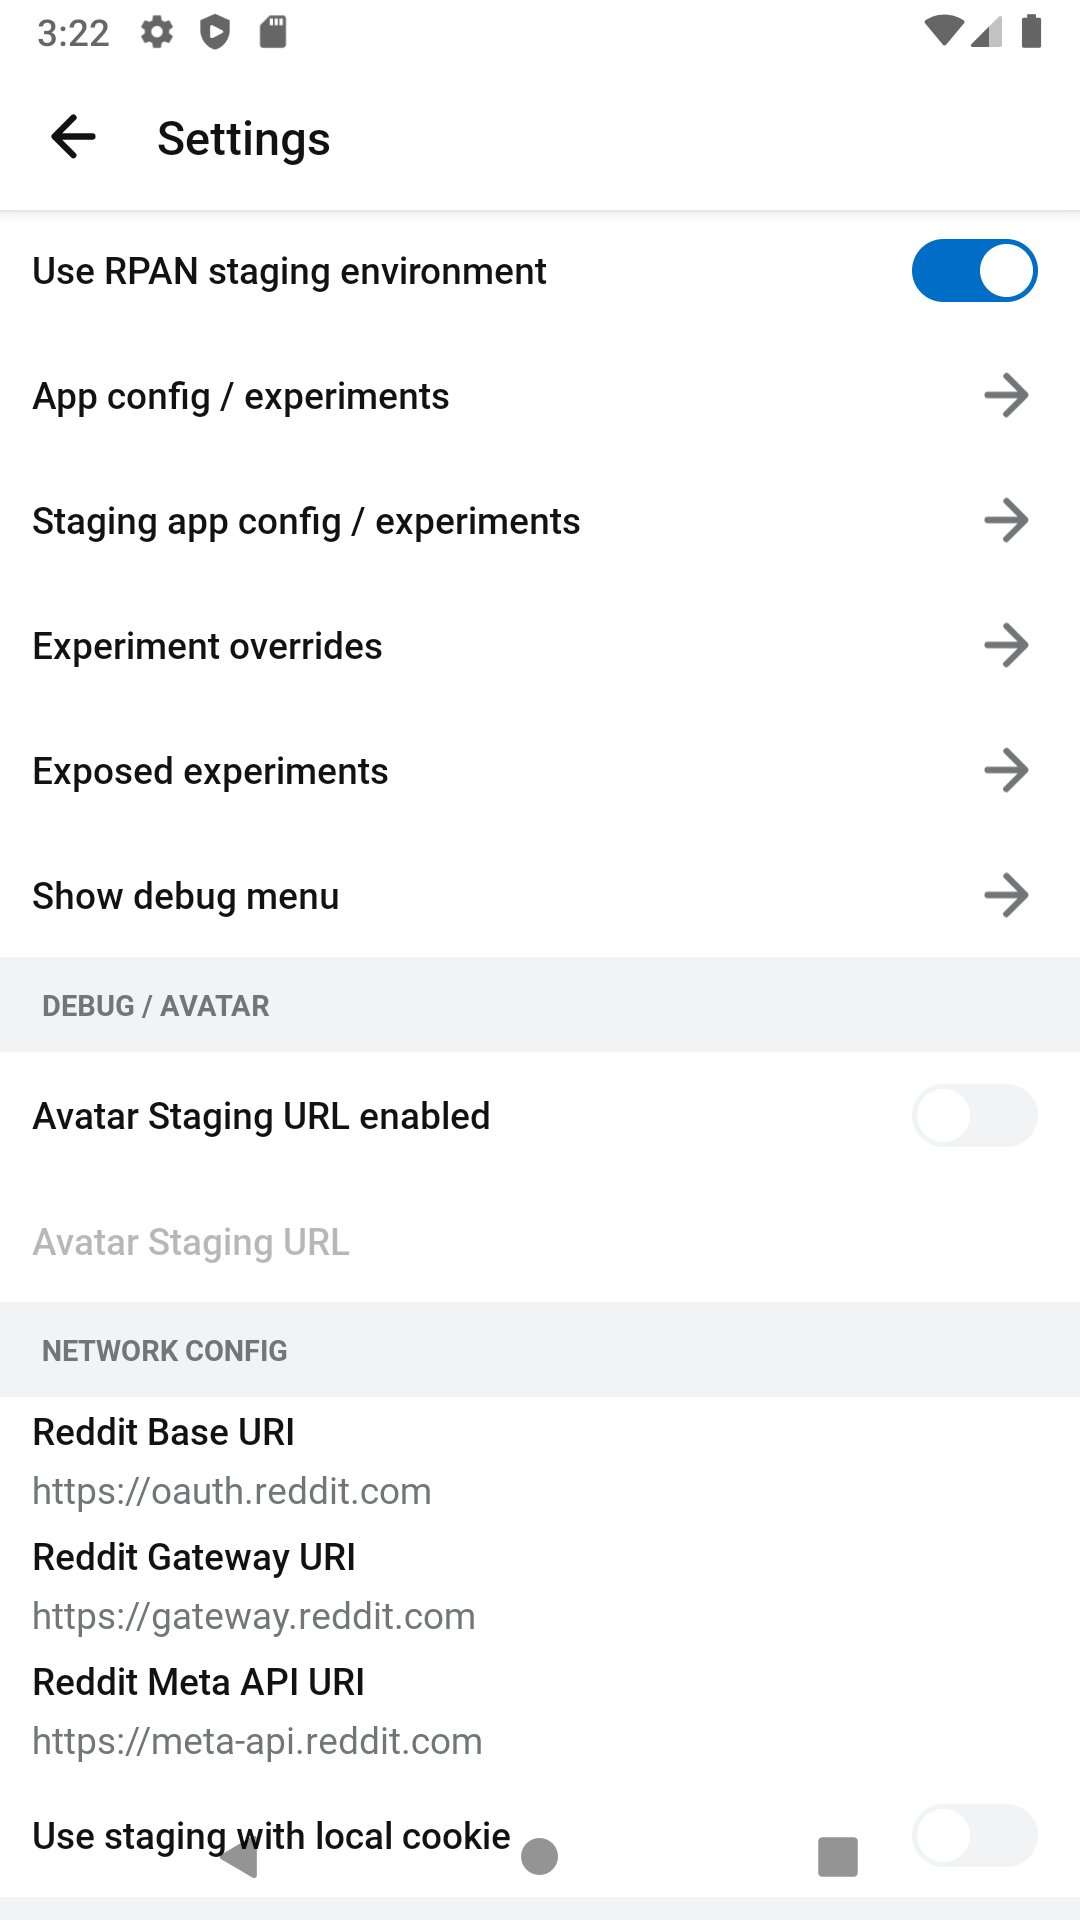 3:22
Settings
Use RPAN staging environment
App config / experiments
Staging app config / experiments
Experiment overrides
Exposed experiments
Show debug menu
DEBUG / AVATAR
Avatar Staging URL enabled
Avatar Staging URL
NETWORK CONFIG
Reddit Base URI
https://oauth.reddit.com
Reddit Gateway URI
https://gateway.reddit.com
Reddit Meta API URI
https://meta-api.reddit.com
Use staging with local cookie